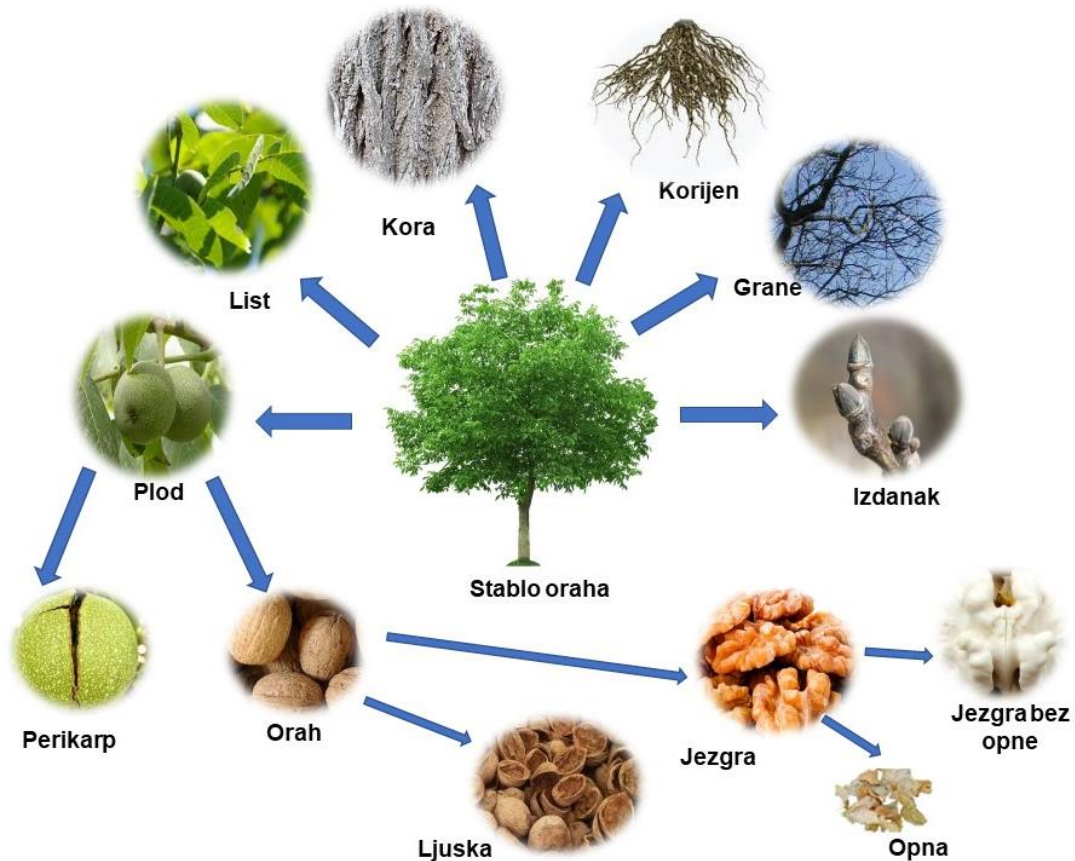 Kora
Korijen
List
Grane
Plod
Izdanak
Stablo oraha
Perikarp
Orah
Jezgra
Jezgra bez
opne
Ljuska
Opna